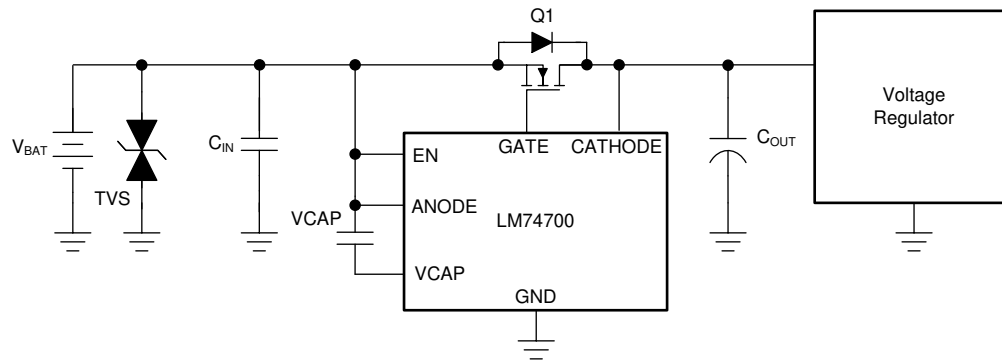 Q1
Voltage
Regulator
V_BAT
TVS
C_IN
EN
GATE
CATHODE
C_OUT
ANODE
LM74700
VCAP
VCAP
GND